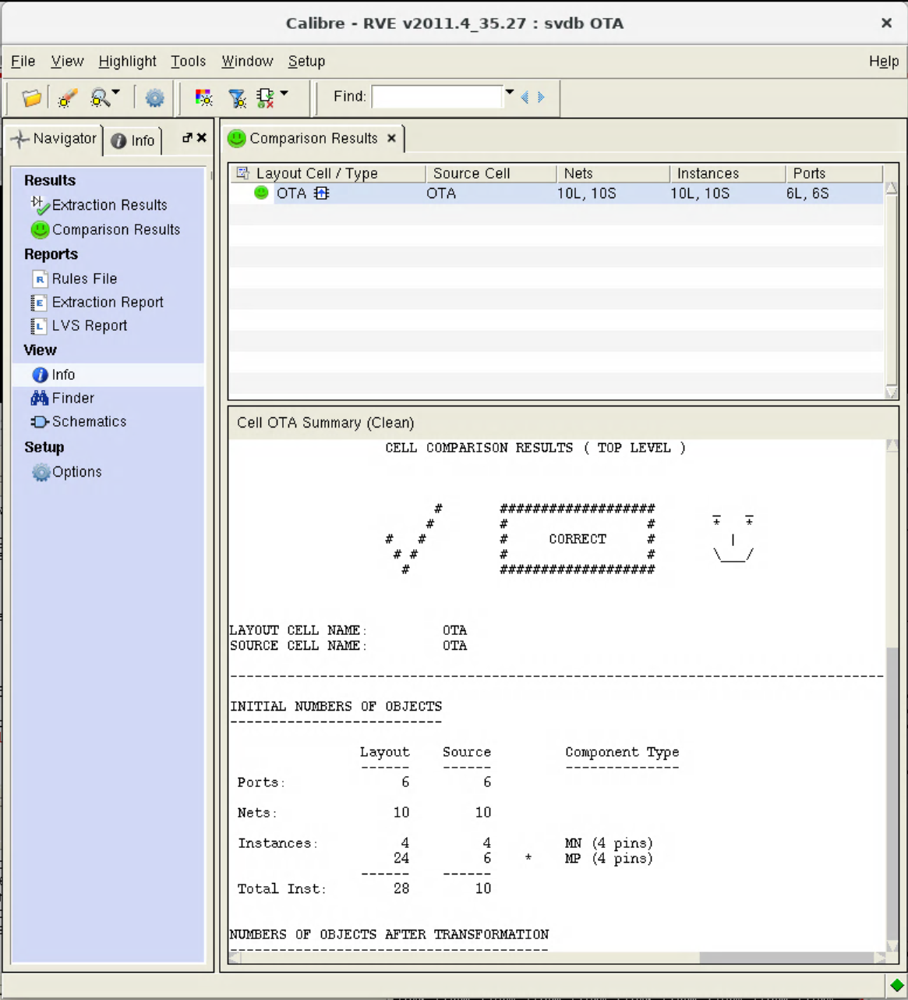 Calibre - RVE v2011.4_35.27 : svdb OTA
File View Highlight Tools Window Setup Help
Find:
Navigator Info
Comparison Results
Results
Extraction Results
Comparison Results
Reports
Rules File
Extraction Report
LVS Report
View
Info
Finder
Schematics
Setup
Options
Layout Cell / Type Source Cell Nets Instances Ports
OTA OTA 10L, 10S 10L, 10S 6L, 6S
Cell OTA Summary (Clean)
CELL COMPARISON RESULTS ( TOP LEVEL )
# ################### _ _
# # # * *
# # # CORRECT # |
# # # # \___/
# ###################
LAYOUT CELL NAME: OTA
SOURCE CELL NAME: OTA
--------------------------------------------------------------------------------
INITIAL NUMBERS OF OBJECTS
--------------------------
Layout Source Component Type
------ ------ --------------
Ports: 6 6
Nets: 10 10
Instances: 4 4 MN (4 pins)
24 6 * MP (4 pins)
------ ------
Total Inst: 28 10
NUMBERS OF OBJECTS AFTER TRANSFORMATION
---------------------------------------